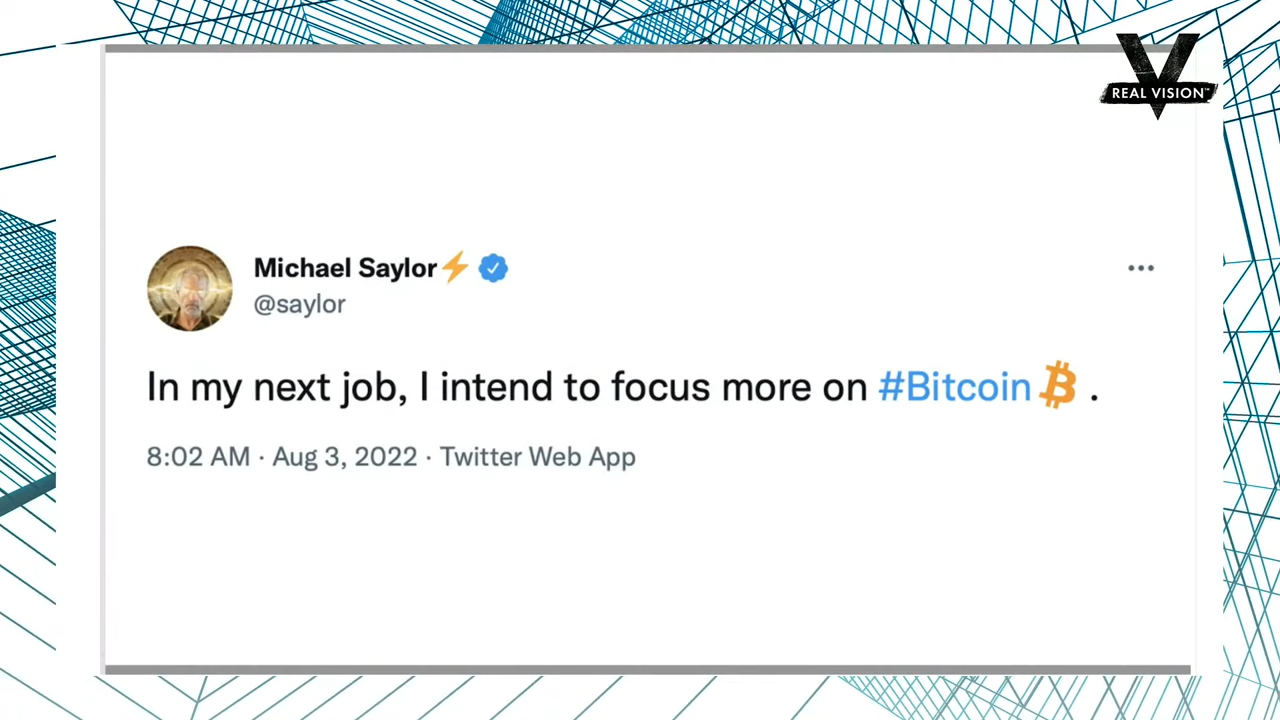 REAL VISION™
Michael Saylor⚡
@saylor
In my next job, I intend to focus more on #Bitcoin₿ .
8:02 AM · Aug 3, 2022 · Twitter Web App